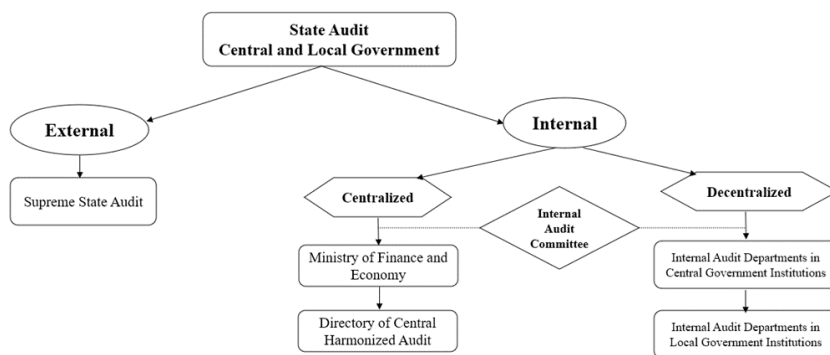 State Audit
Central and Local Government
External
Internal
Supreme State Audit
Centralized
Decentralized
Internal
Audit
Committee
Ministry of Finance and
Economy
Internal Audit Departments in
Central Government Institutions
Directory of Central
Harmonized Audit
Internal Audit Departments in
Local Government Institutions